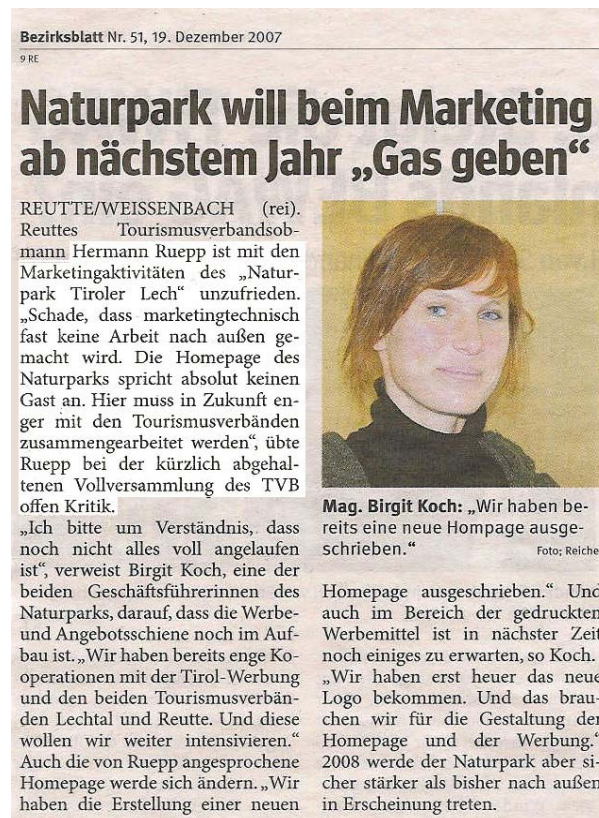 Bezirksblatt Nr. 51, 19. Dezember 2007
9 RE
Naturpark will beim Marketing
ab nächstem Jahr „Gas geben“
REUTTE/WEISSENBACH (rei).
Reuttes Tourismusverbandsob-
mann Hermann Ruepp ist mit den
Marketingaktivitäten des „Natur-
park Tiroler Lech“ unzufrieden.
„Schade, dass marketingtechnisch
fast keine Arbeit nach außen ge-
macht wird. Die Homepage des
Naturparks spricht absolut keinen
Gast an. Hier muss in Zukunft en-
ger mit den Tourismusverbänden
zusammengearbeitet werden“, übte
Ruepp bei der kürzlich abgehal-
tenen Vollversammlung des TVB
offen Kritik.
„Ich bitte um Verständnis, dass
noch nicht alles voll angelaufen
ist“, verweist Birgit Koch, eine der
beiden Geschäftsführerinnen des
Naturparks, darauf, dass die Werbe-
und Angebotsschiene noch im Auf-
bau ist. „Wir haben bereits enge Ko-
operationen mit der Tirol-Werbung
und den beiden Tourismusverbän-
den Lechtal und Reutte. Und diese
wollen wir weiter intensivieren.“
Auch die von Ruepp angesprochene
Homepage werde sich ändern. „Wir
haben die Erstellung einer neuen
Mag. Birgit Koch: „Wir haben be-
reits eine neue Hompage ausge-
schrieben.“
Foto; Reiche
Homepage ausgeschrieben.“ Und
auch im Bereich der gedruckten
Werbemittel ist in nächster Zeit
noch einiges zu erwarten, so Koch.
„Wir haben erst heuer das neue
Logo bekommen. Und das brau-
chen wir für die Gestaltung der
Homepage und der Werbung.“
2008 werde der Naturpark aber si-
cher stärker als bisher nach außen
in Erscheinung treten.